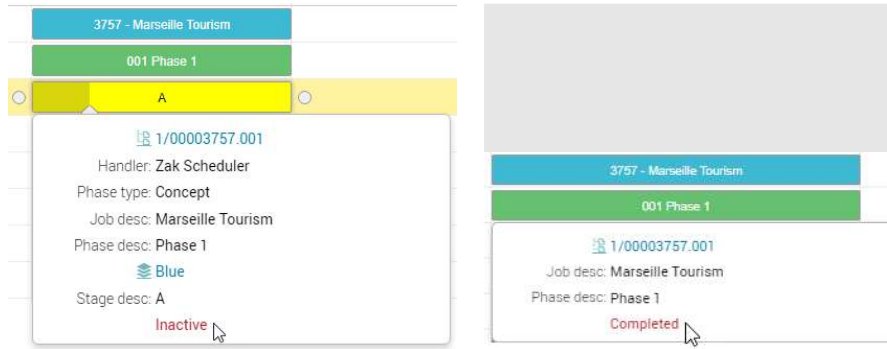 3757 - Marseille Tourism
001 Phase 1
A
1/00003757.001
Handler: Zak Scheduler
Phase type: Concept
Job desc: Marseille Tourism
Phase desc: Phase 1
Blue
Stage desc: A
Inactive
3757 - Marseille Tourism
001 Phase 1
1/00003757.001
Job desc: Marseille Tourism
Phase desc: Phase 1
Completed